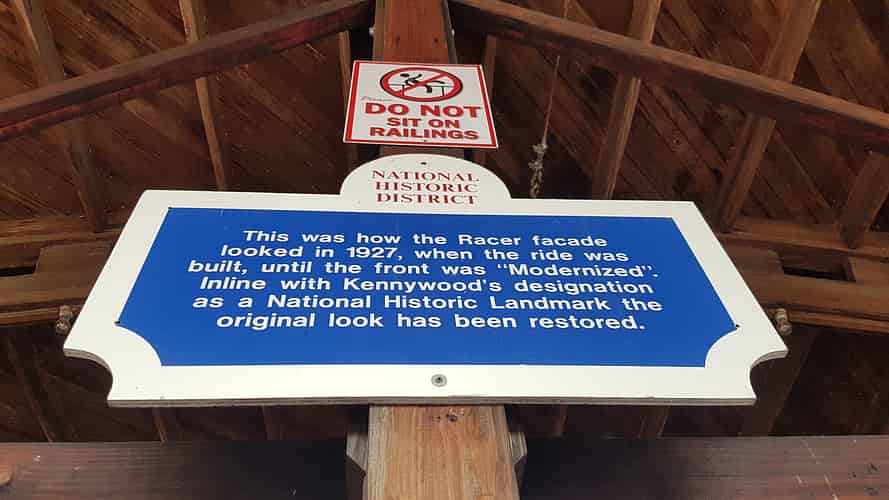 Please
DO NOT
SIT ON
RAILINGS
NATIONAL
HISTORIC
DISTRICT
This was how the Racer facade
looked in 1927, when the ride was
built, until the front was "Modernized".
Inline with Kennywood's designation
as a National Historic Landmark the
original look has been restored.